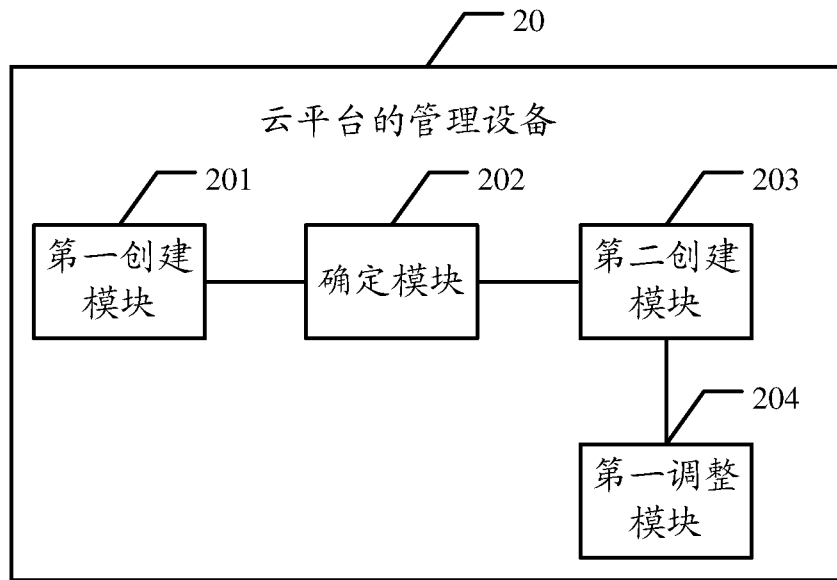 20
云平台的管理设备
201
202
203
第一创建
模块
确定模块
第二创建
模块
204
第一调整
模块